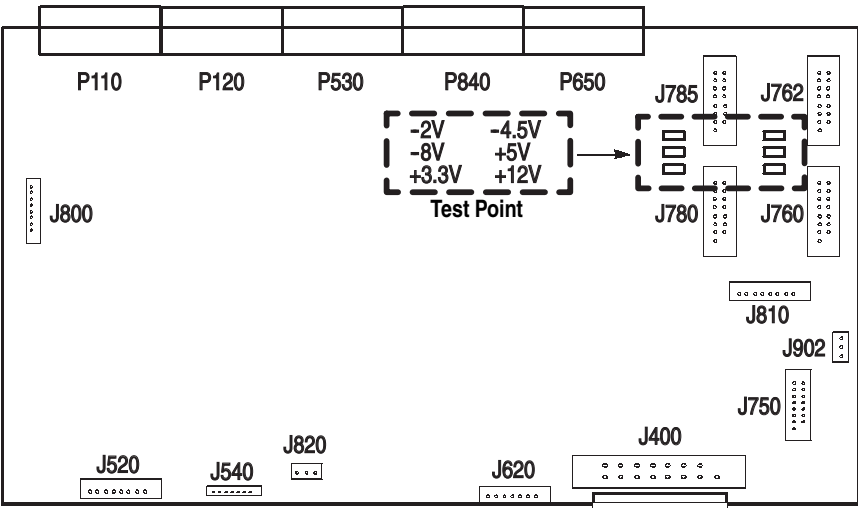 P110 P120 P530 P840 P650
J785 J762
-2V -4.5V
-8V +5V
+3.3V +12V
Test Point
J800 J780 J760
J810
J902
J750
J400
J820
J520 J540 J620